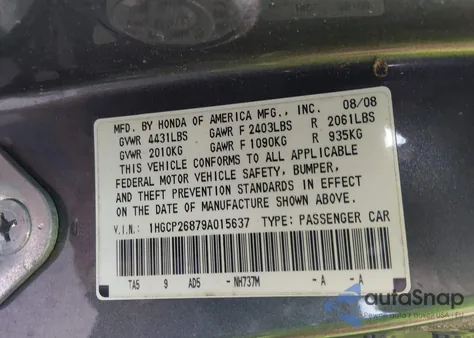 MFD. BY HONDA OF AMERICA MFG., INC. 08/08
GVWR 4431LBS GAWR F 2403LBS R 2061LBS
GVWR 2010KG GAWR F 1090KG R 935KG
THIS VEHICLE CONFORMS TO ALL APPLICABLE
FEDERAL MOTOR VEHICLE SAFETY, BUMPER,
AND THEFT PREVENTION STANDARDS IN EFFECT
ON THE DATE OF MANUFACTURE SHOWN ABOVE.
V.I.N.: 1HGCP26879A015637 TYPE: PASSENGER CAR
TA5 9 AD5 -NH737M -A -A
autoSnap